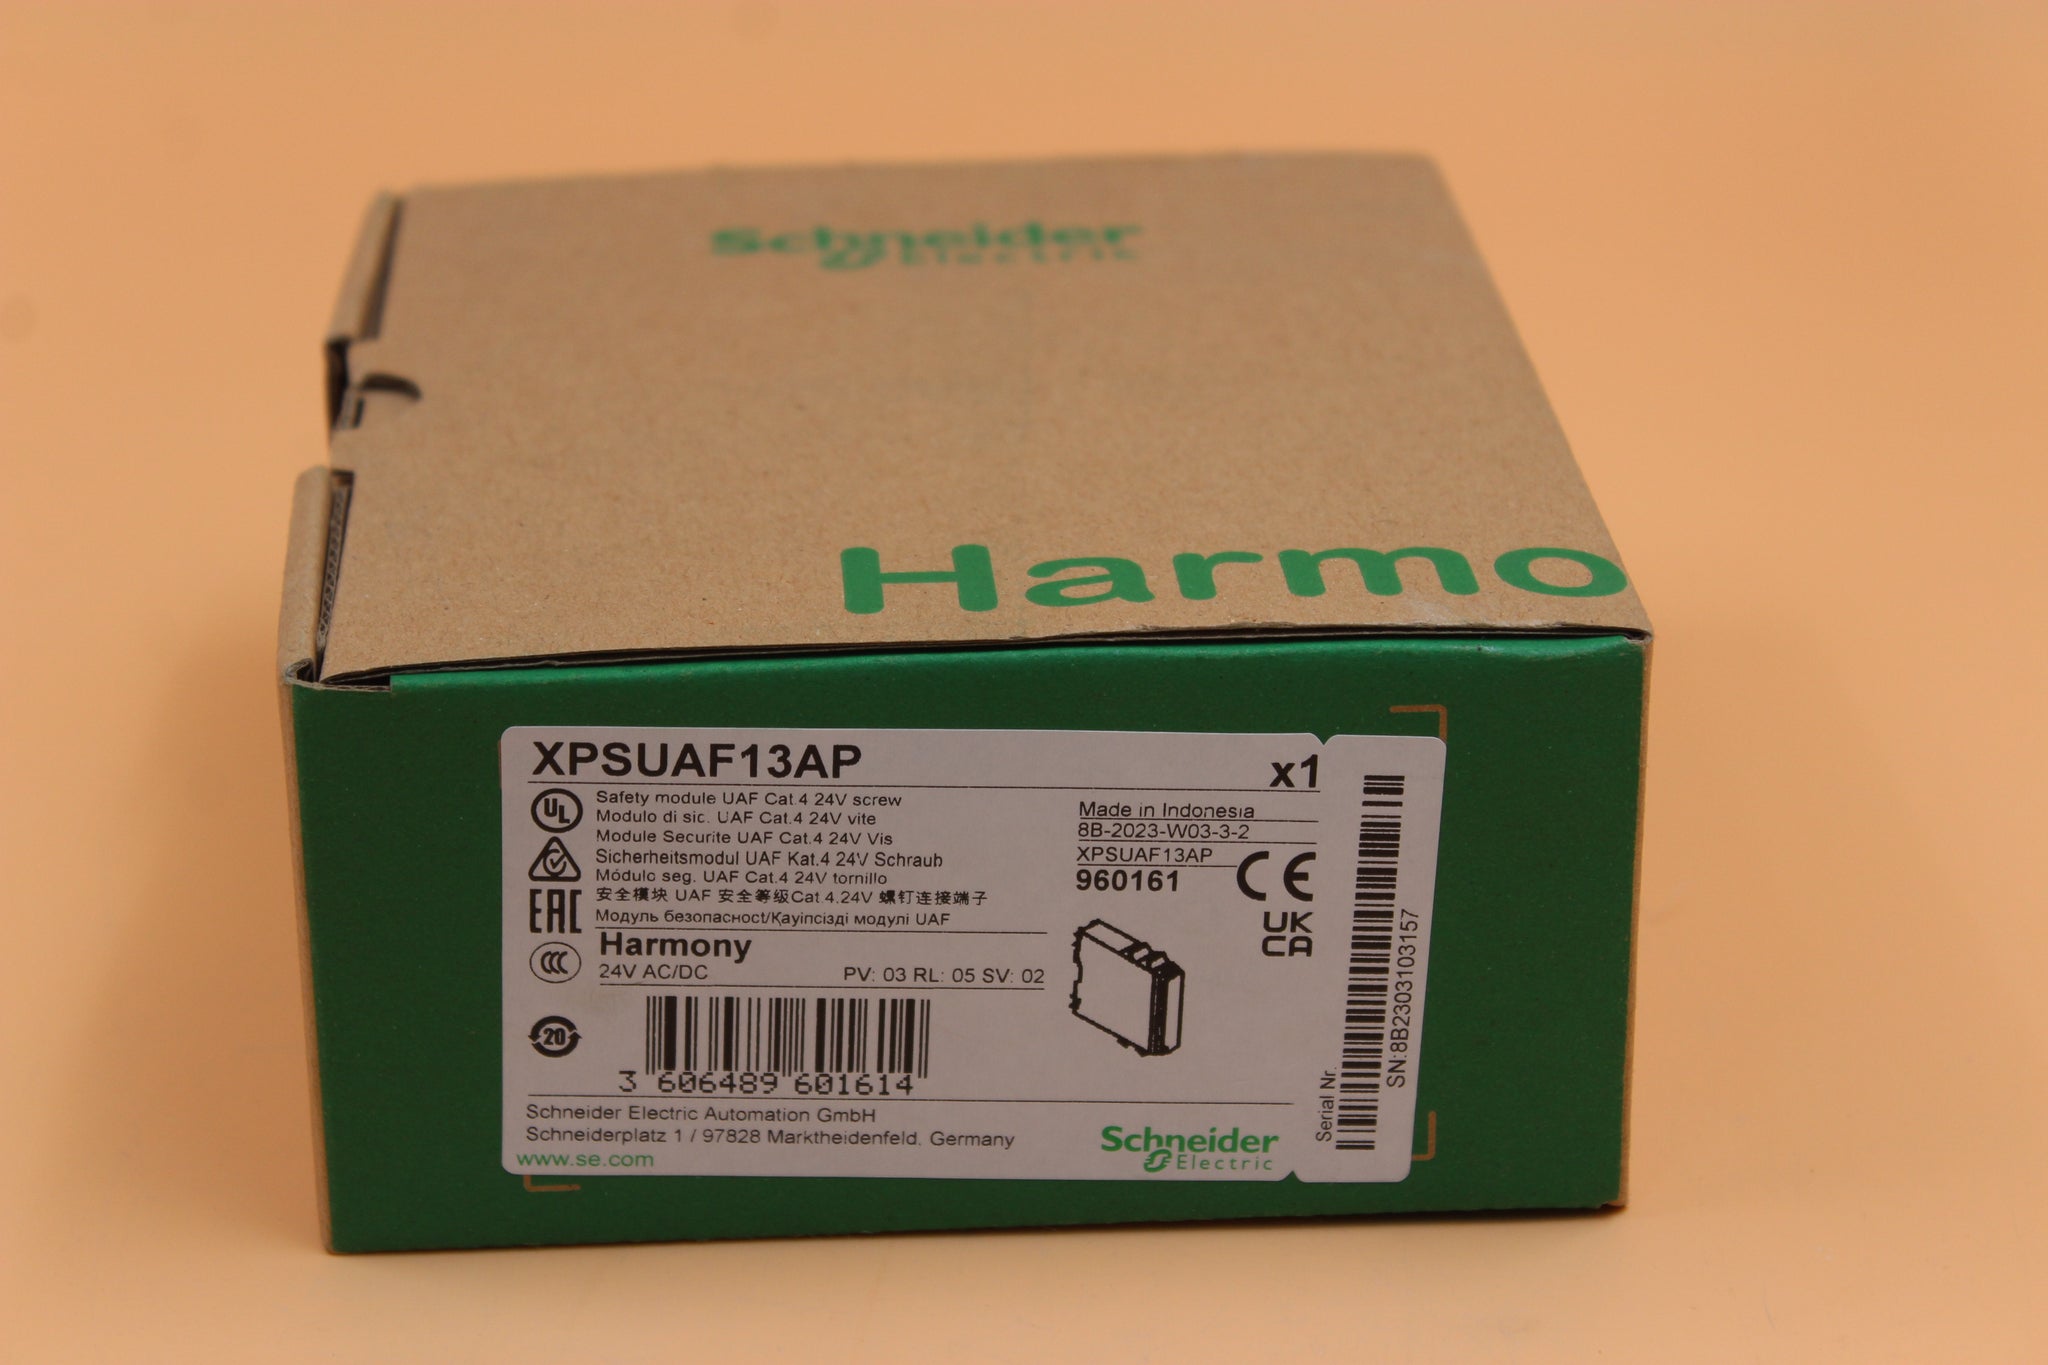 Schneider
Electric
Harmo
XPSUAF13AP
x1
UL
Safety module UAF Cat.4 24V screw
Modulo di sic. UAF Cat.4 24V vite
Module Securite UAF Cat.4 24V Vis
Sicherheitsmodul UAF Kat.4 24V Schraub
Módulo seg. UAF Cat.4 24V tornillo
安全模块 UAF 安全等级Cat.4.24V 螺钉连接端子
Модуль безопасност/Қауіпсізді модулі UAF
EAC
CCC
Harmony
24V AC/DC
PV: 03 RL: 05 SV: 02
Made in Indonesia
8B-2023-W03-3-2
XPSUAF13AP
960161
CE
UK
CA
20
3 606489 601614
Schneider Electric Automation GmbH
Schneiderplatz 1 / 97828 Marktheidenfeld, Germany
www.se.com
Schneider
Electric
Serial Nr.
SN:8B2303103157